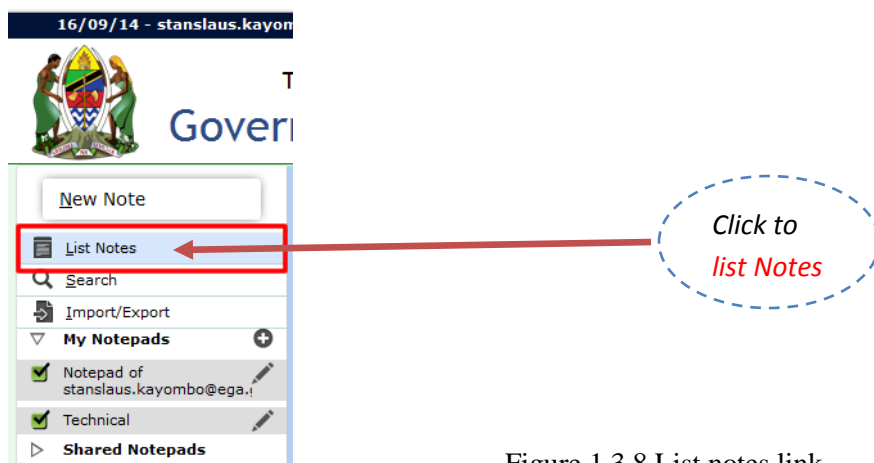 16/09/14 - stanslaus.kayom
T
Gover
New Note
List Notes
Search
Import/Export
My Notepads
Notepad of
stanslaus.kayombo@ega.
Technical
Shared Notepads
Click to
list Notes
Figure 1.3.8 List notes link